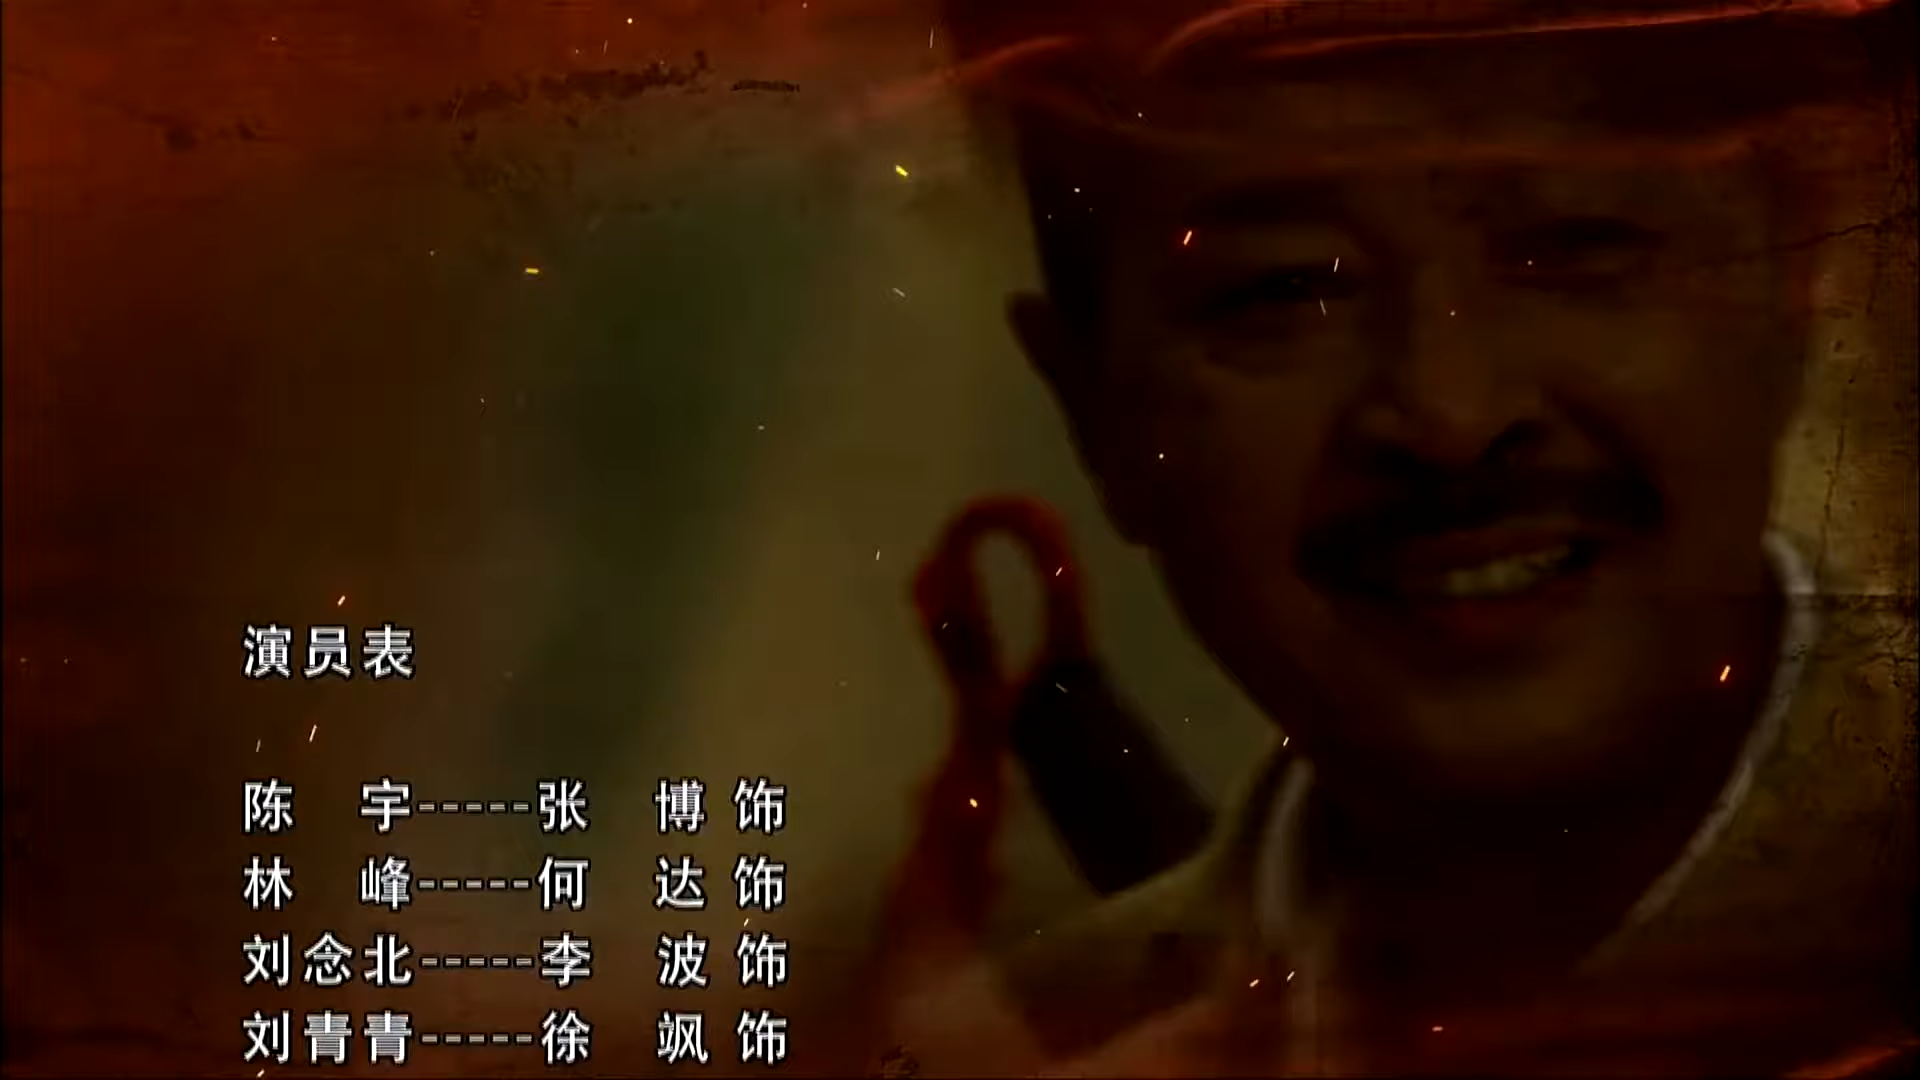 演员表
陈 宇-----张 博 饰
林 峰-----何 达 饰
刘念北-----李 波 饰
刘青青-----徐 飒 饰